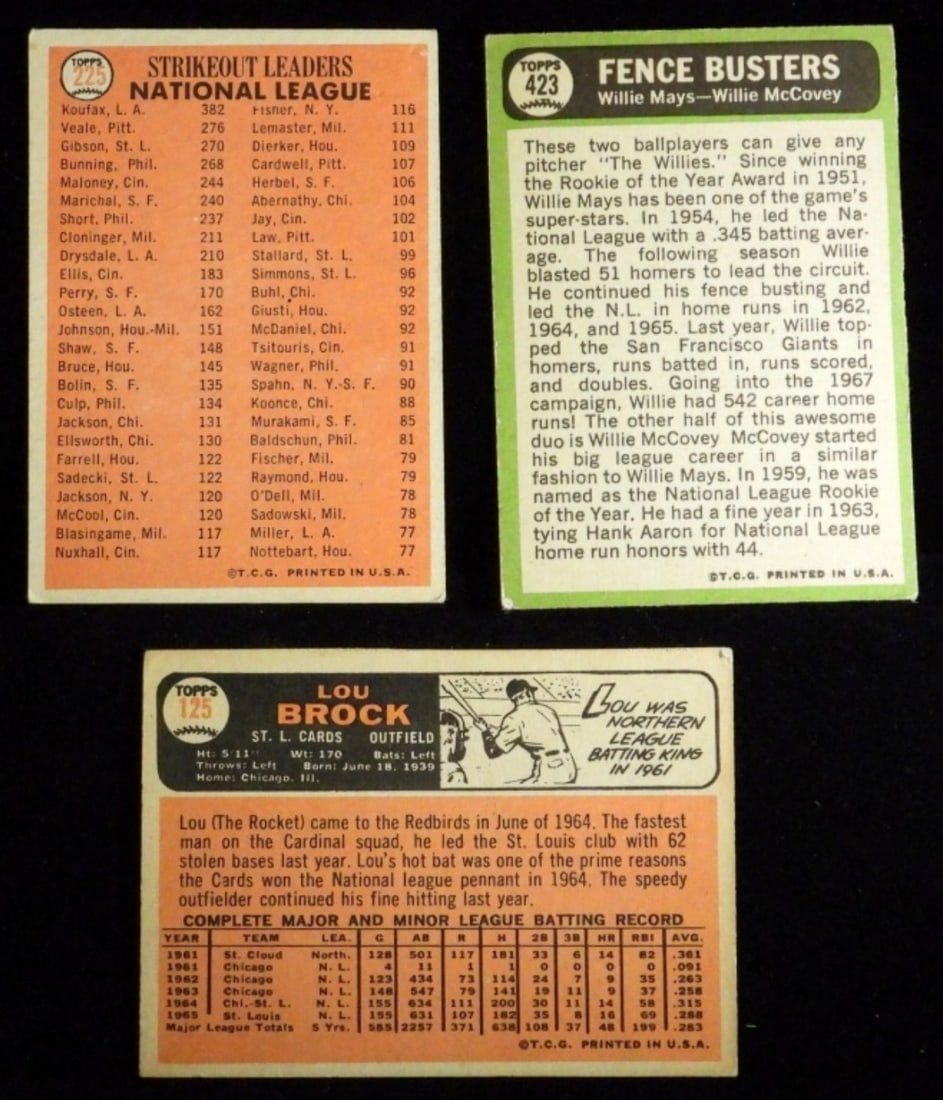 TOPPS
225
STRIKEOUT LEADERS
NATIONAL LEAGUE
Koufax, L. A. 382 Fisher, N. Y. 116
Veale, Pitt. 276 Lemaster, Mil. 111
Gibson, St. L. 270 Dierker, Hou. 109
Bunning, Phil. 268 Cardwell, Pitt. 107
Maloney, Cin. 244 Herbel, S. F. 106
Marichal, S. F. 240 Abernathy, Chi. 104
Short, Phil. 237 Jay, Cin. 102
Cloninger, Mil. 211 Law, Pitt. 101
Drysdale, L. A. 210 Stallard, St. L. 99
Ellis, Cin. 183 Simmons, St. L. 96
Perry, S. F. 170 Buhl, Chi. 92
Osteen, L. A. 162 Giusti, Hou. 92
Johnson, Hou.-Mil. 151 McDaniel, Chi. 92
Shaw, S. F. 148 Tsitouris, Cin. 91
Bruce, Hou. 145 Wagner, Phil. 91
Bolin, S. F. 135 Spahn, N. Y.-S. F. 90
Culp, Phil. 134 Koonce, Chi. 88
Jackson, Chi. 131 Murakami, S. F. 85
Ellsworth, Chi. 130 Baldschun, Phil. 81
Farrell, Hou. 122 Fischer, Mil. 79
Sadecki, St. L. 122 Raymond, Hou. 79
Jackson, N. Y. 120 O'Dell, Mil. 78
McCool, Cin. 120 Sadowski, Mil. 78
Blasingame, Mil. 117 Miller, L. A. 77
Nuxhall, Cin. 117 Nottebart, Hou. 77
©T.C.G. PRINTED IN U.S.A.
TOPPS
423
FENCE BUSTERS
Willie Mays—Willie McCovey
These two ballplayers can give any
pitcher "The Willies." Since winning
the Rookie of the Year Award in 1951,
Willie Mays has been one of the game's
super-stars. In 1954, he led the Na-
tional League with a .345 batting aver-
age. The following season Willie
blasted 51 homers to lead the circuit.
He continued his fence busting and
led the N.L. in home runs in 1962,
1964, and 1965. Last year, Willie top-
ped the San Francisco Giants in
homers, runs batted in, runs scored,
and doubles. Going into the 1967
campaign, Willie had 542 career home
runs! The other half of this awesome
duo is Willie McCovey McCovey started
his big league career in a similar
fashion to Willie Mays. In 1959, he was
named as the National League Rookie
of the Year. He had a fine year in 1963,
tying Hank Aaron for National League
home run honors with 44.
©T.C.G. PRINTED IN U.S.A.
TOPPS
125
LOU
BROCK
ST. L. CARDS OUTFIELD
Ht: 5'11" Wt: 170 Bats: Left
Throws: Left Born: June 18, 1939
Home: Chicago, Ill.
LOU WAS
NORTHERN
LEAGUE
BATTING KING
IN 1961
Lou (The Rocket) came to the Redbirds in June of 1964. The fastest
man on the Cardinal squad, he led the St. Louis club with 62
stolen bases last year. Lou's hot bat was one of the prime reasons
the Cards won the National league pennant in 1964. The speedy
outfielder continued his fine hitting last year.
COMPLETE MAJOR AND MINOR LEAGUE BATTING RECORD
YEAR TEAM LEA. G AB R H 2B 3B HR RBI AVG.
1961 St. Cloud North. 128 501 117 181 33 6 14 82 .361
1961 Chicago N. L. 4 11 1 1 0 0 0 0 .091
1962 Chicago N. L. 123 434 73 114 24 7 9 35 .263
1963 Chicago N. L. 148 547 79 141 19 11 9 37 .258
1964 Chi.-St. L. N. L. 155 634 111 200 30 11 14 58 .315
1965 St. Louis N. L. 155 631 107 182 35 8 16 69 .288
Major League Totals 5 Yrs. 585 2257 371 638 108 37 48 199 .283
©T.C.G. PRINTED IN U.S.A.